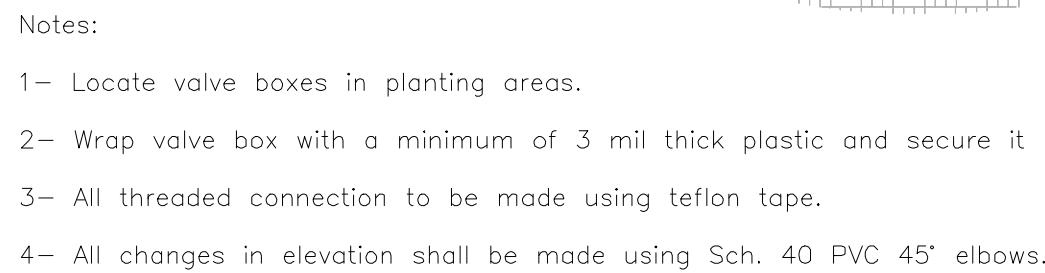 Notes:
1– Locate valve boxes in planting areas.
2– Wrap valve box with a minimum of 3 mil thick plastic and secure it
3– All threaded connection to be made using teflon tape.
4– All changes in elevation shall be made using Sch. 40 PVC 45° elbows.